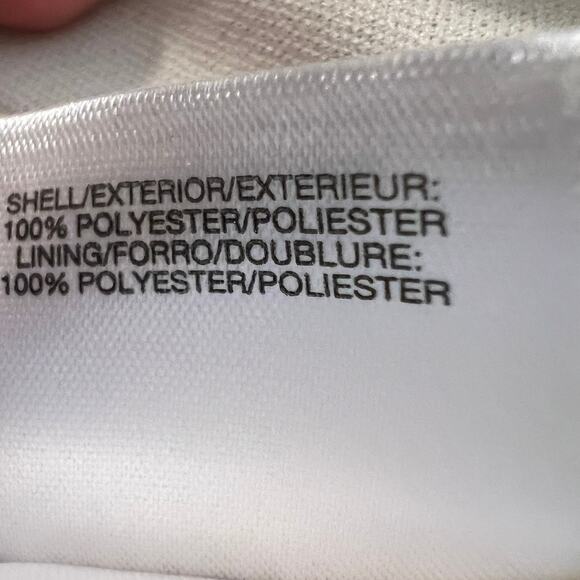 SHELL/EXTERIOR/EXTERIEUR:
100% POLYESTER/POLIESTER
LINING/FORRO/DOUBLURE:
100% POLYESTER/POLIESTER